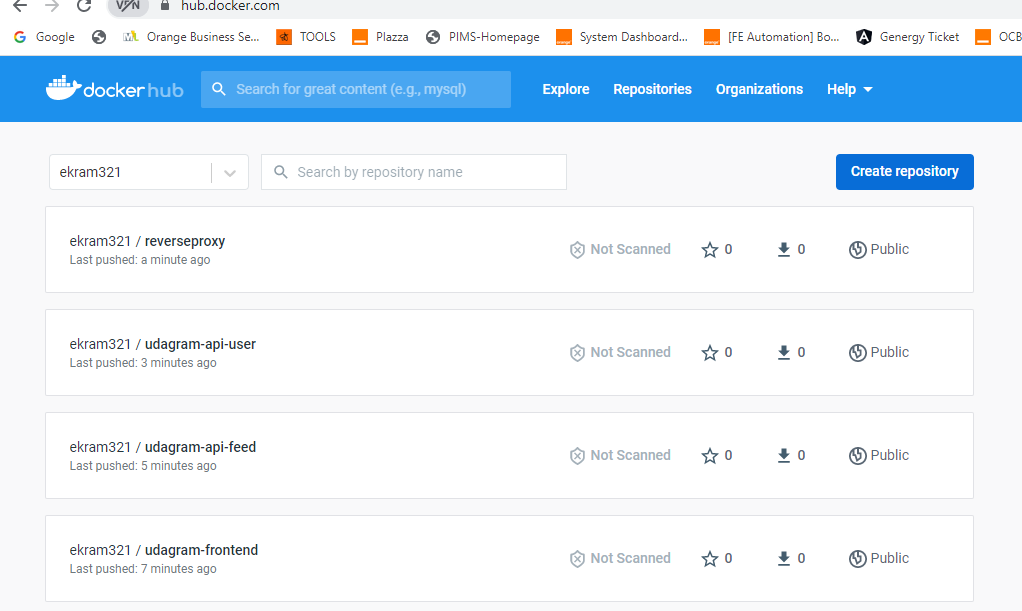 VPN hub.docker.com
Google Orange Business Se... TOOLS Plazza PIMS-Homepage System Dashboard... [FE Automation] Bo... Genergy Ticket OCB
docker hub Search for great content (e.g., mysql) Explore Repositories Organizations Help
ekram321 Search by repository name Create repository
ekram321 / reverseproxy Not Scanned 0 0 Public
Last pushed: a minute ago
ekram321 / udagram-api-user Not Scanned 0 0 Public
Last pushed: 3 minutes ago
ekram321 / udagram-api-feed Not Scanned 0 0 Public
Last pushed: 5 minutes ago
ekram321 / udagram-frontend Not Scanned 0 0 Public
Last pushed: 7 minutes ago